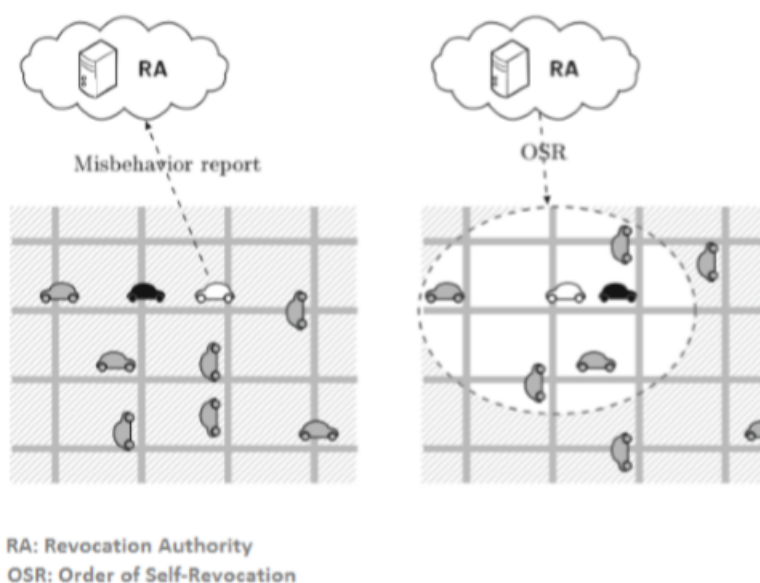 RA
RA
Misbehavior report
OSR
RA: Revocation Authority
OSR: Order of Self-Revocation